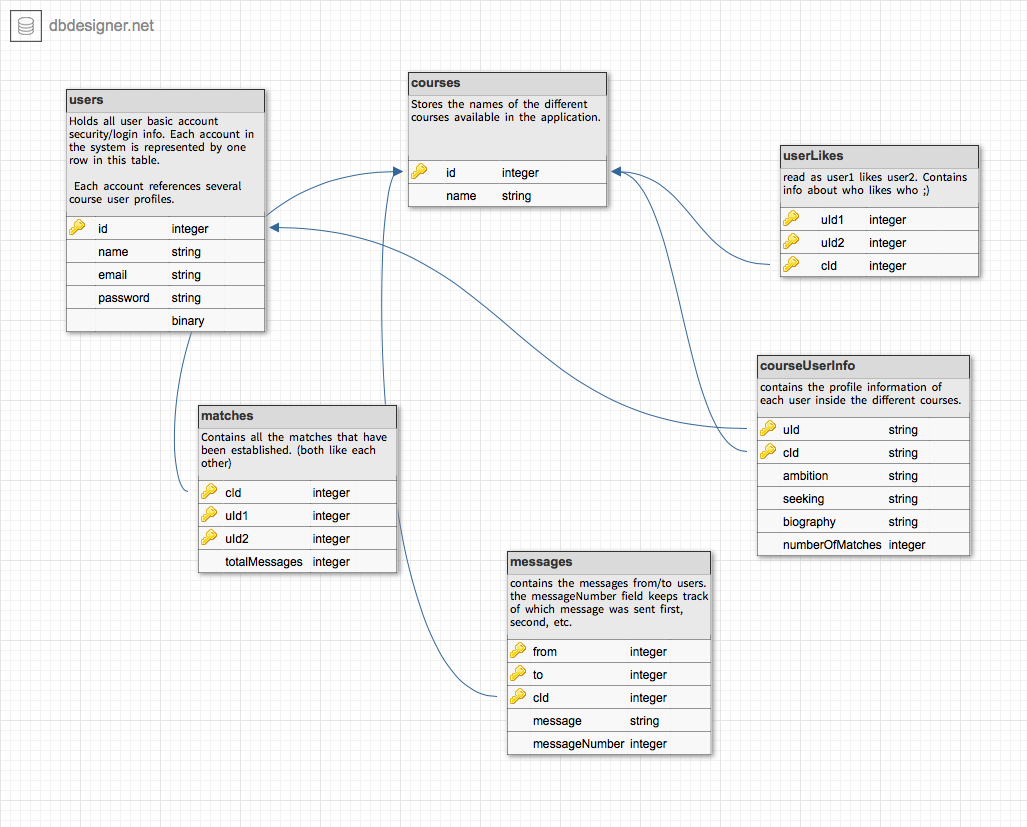 dbdesigner.net
users
Holds all user basic account
security/login info. Each account in
the system is represented by one
row in this table.
Each account references several
course user profiles.
id integer
name string
email string
password string
binary
courses
Stores the names of the different
courses available in the application.
id integer
name string
userLikes
read as user1 likes user2. Contains
info about who likes who ;)
uId1 integer
uId2 integer
cId integer
courseUserInfo
contains the profile information of
each user inside the different courses.
uId string
cId string
ambition string
seeking string
biography string
numberOfMatches integer
matches
Contains all the matches that have
been established. (both like each
other)
cId integer
uId1 integer
uId2 integer
totalMessages integer
messages
contains the messages from/to users.
the messageNumber field keeps track
of which message was sent first,
second, etc.
from integer
to integer
cId integer
message string
messageNumber integer